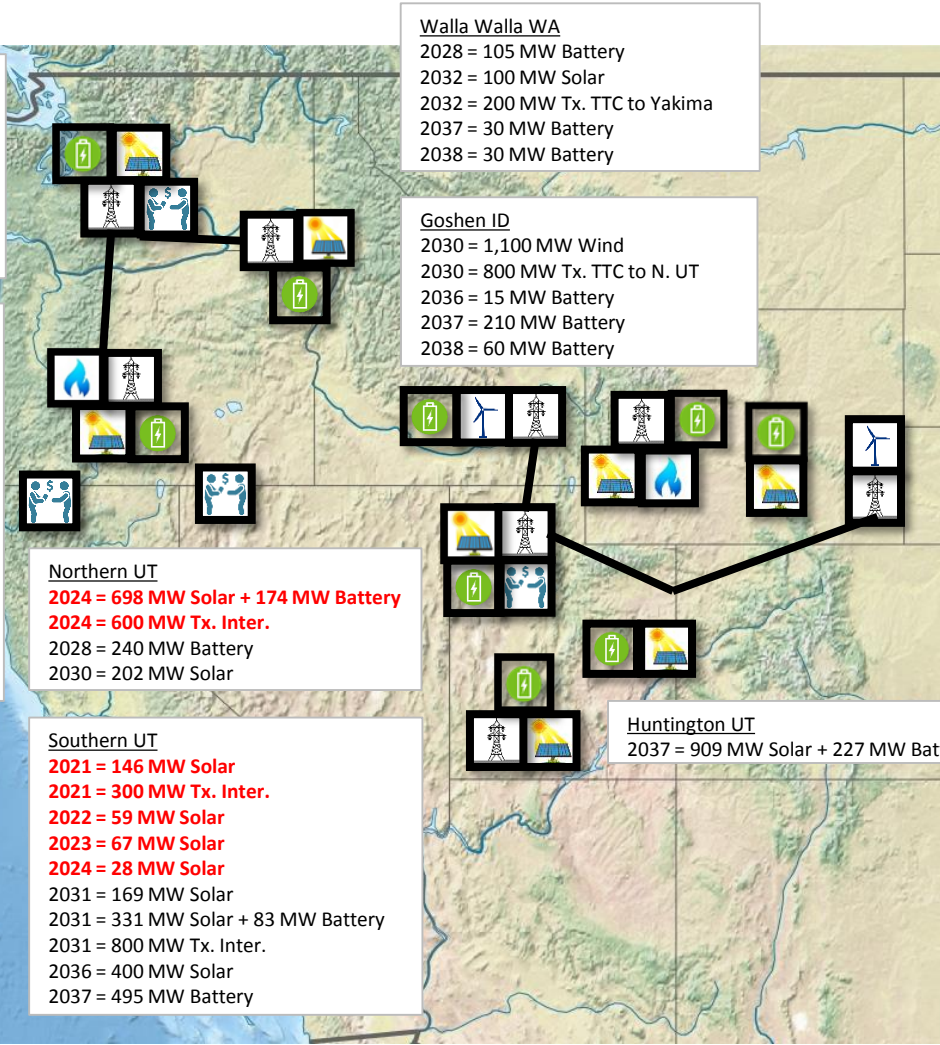 Walla Walla WA
2028 = 105 MW Battery
2032 = 100 MW Solar
2032 = 200 MW Tx. TTC to Yakima
2037 = 30 MW Battery
2038 = 30 MW Battery
Goshen ID
2030 = 1,100 MW Wind
2030 = 800 MW Tx. TTC to N. UT
2036 = 15 MW Battery
2037 = 210 MW Battery
2038 = 60 MW Battery
Northern UT
2024 = 698 MW Solar + 174 MW Battery
2024 = 600 MW Tx. Inter.
2028 = 240 MW Battery
2030 = 202 MW Solar
Huntington UT
2037 = 909 MW Solar + 227 MW Bat
Southern UT
2021 = 146 MW Solar
2021 = 300 MW Tx. Inter.
2022 = 59 MW Solar
2023 = 67 MW Solar
2024 = 28 MW Solar
2031 = 169 MW Solar
2031 = 331 MW Solar + 83 MW Battery
2031 = 800 MW Tx. Inter.
2036 = 400 MW Solar
2037 = 495 MW Battery